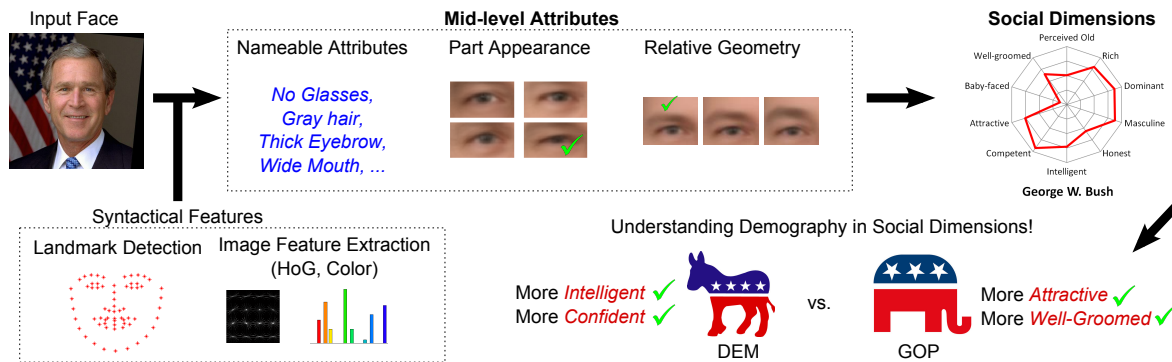 Input Face
Mid-level Attributes
Nameable Attributes
No Glasses,
Gray hair,
Thick Eyebrow,
Wide Mouth, ...
Part Appearance
Relative Geometry
Social Dimensions
Perceived Old
Rich
Dominant
Masculine
Honest
Intelligent
Competent
Attractive
Baby-faced
Well-groomed
George W. Bush
Syntactical Features
Landmark Detection
Image Feature Extraction
(HoG, Color)
Understanding Demography in Social Dimensions!
More Intelligent
More Confident
DEM
vs.
GOP
More Attractive
More Well-Groomed